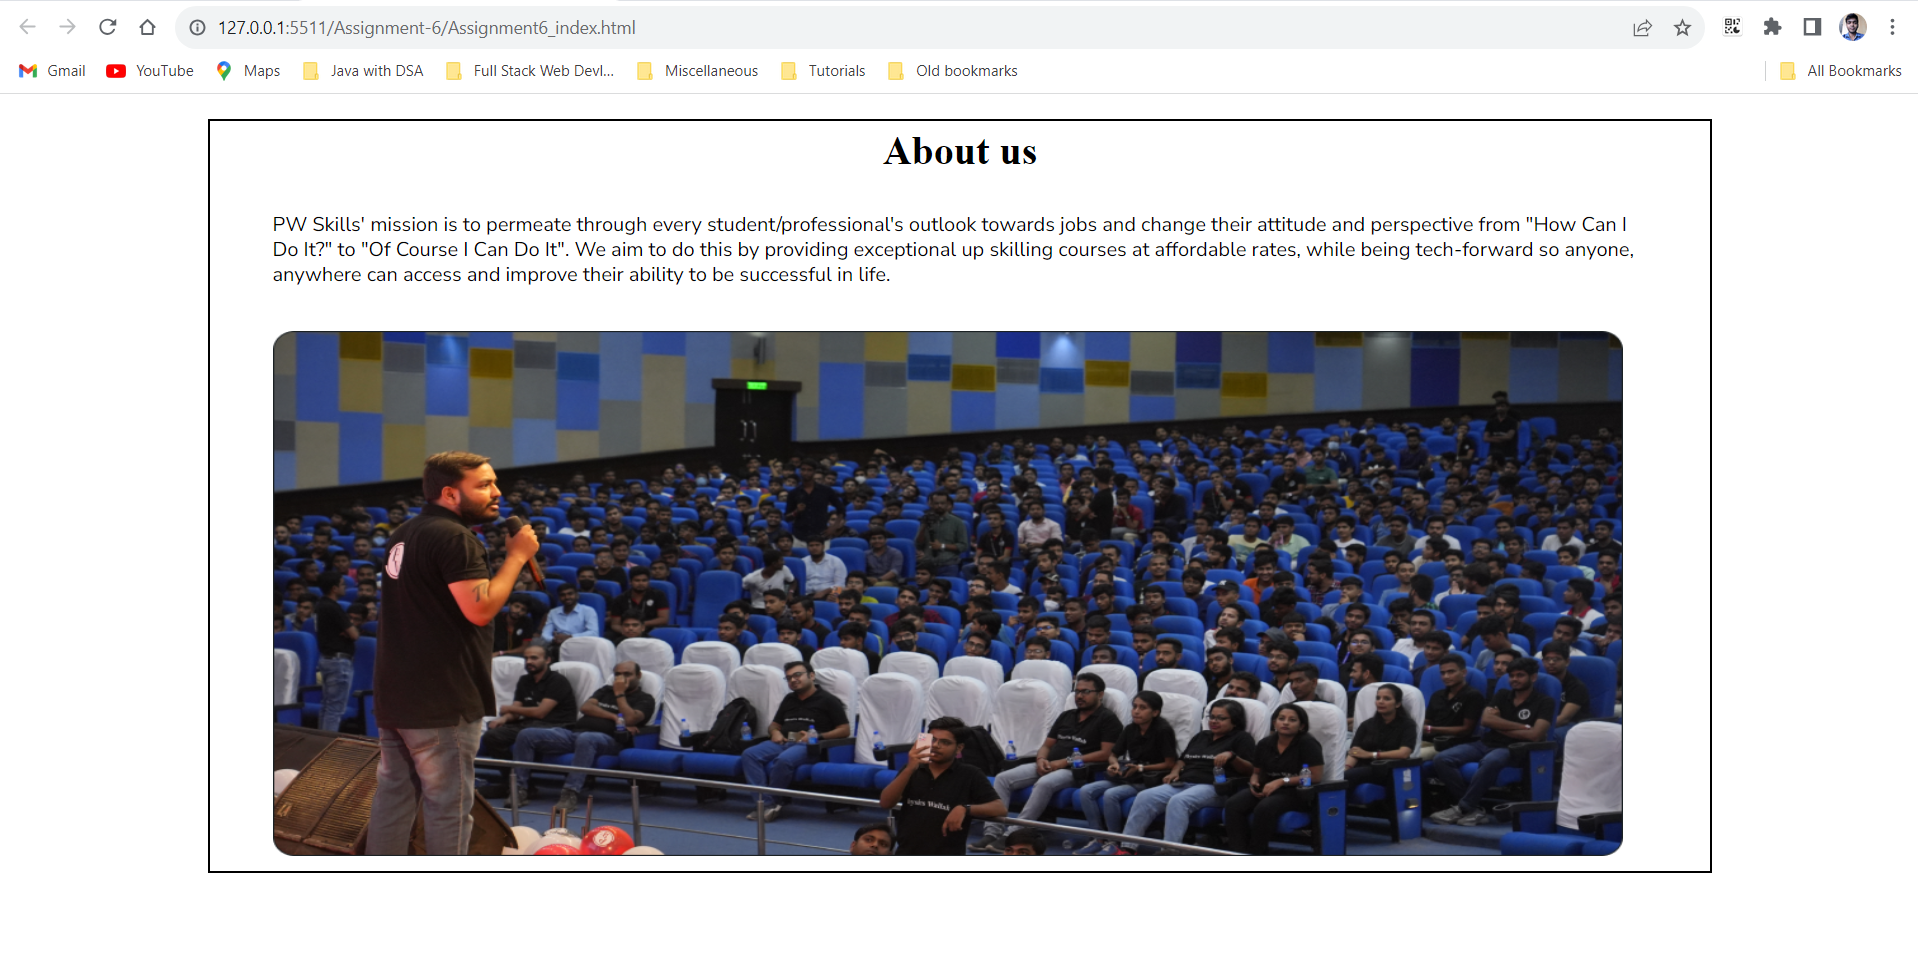 127.0.0.1:5511/Assignment-6/Assignment6_index.html
Gmail YouTube Maps Java with DSA Full Stack Web Devl... Miscellaneous Tutorials Old bookmarks All Bookmarks
About us
PW Skills' mission is to permeate through every student/professional's outlook towards jobs and change their attitude and perspective from "How Can I
Do It?" to "Of Course I Can Do It". We aim to do this by providing exceptional up skilling courses at affordable rates, while being tech-forward so anyone,
anywhere can access and improve their ability to be successful in life.